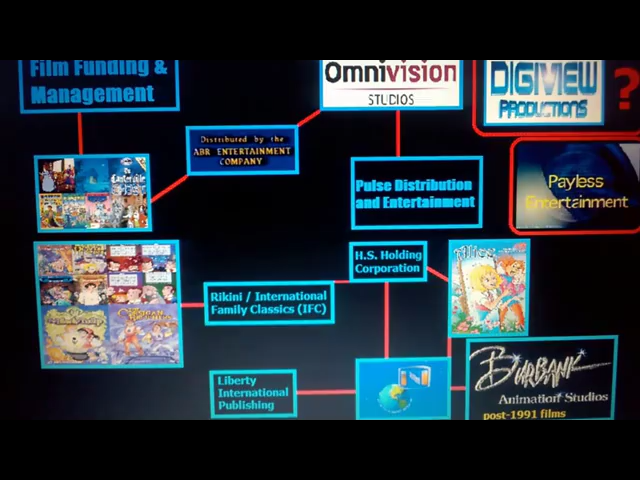 Film Funding &
Management
Omnivision
STUDIOS
DIGIVIEW
PRODUCTIONS
?
Distributed by the
ABR ENTERTAINMENT
COMPANY
Pulse Distribution
and Entertainment
Payless
Entertainment
H.S. Holding
Corporation
Rikini / International
Family Classics (IFC)
Alice
Liberty
International
Publishing
BURBANK
Animation Studios
post-1991 films